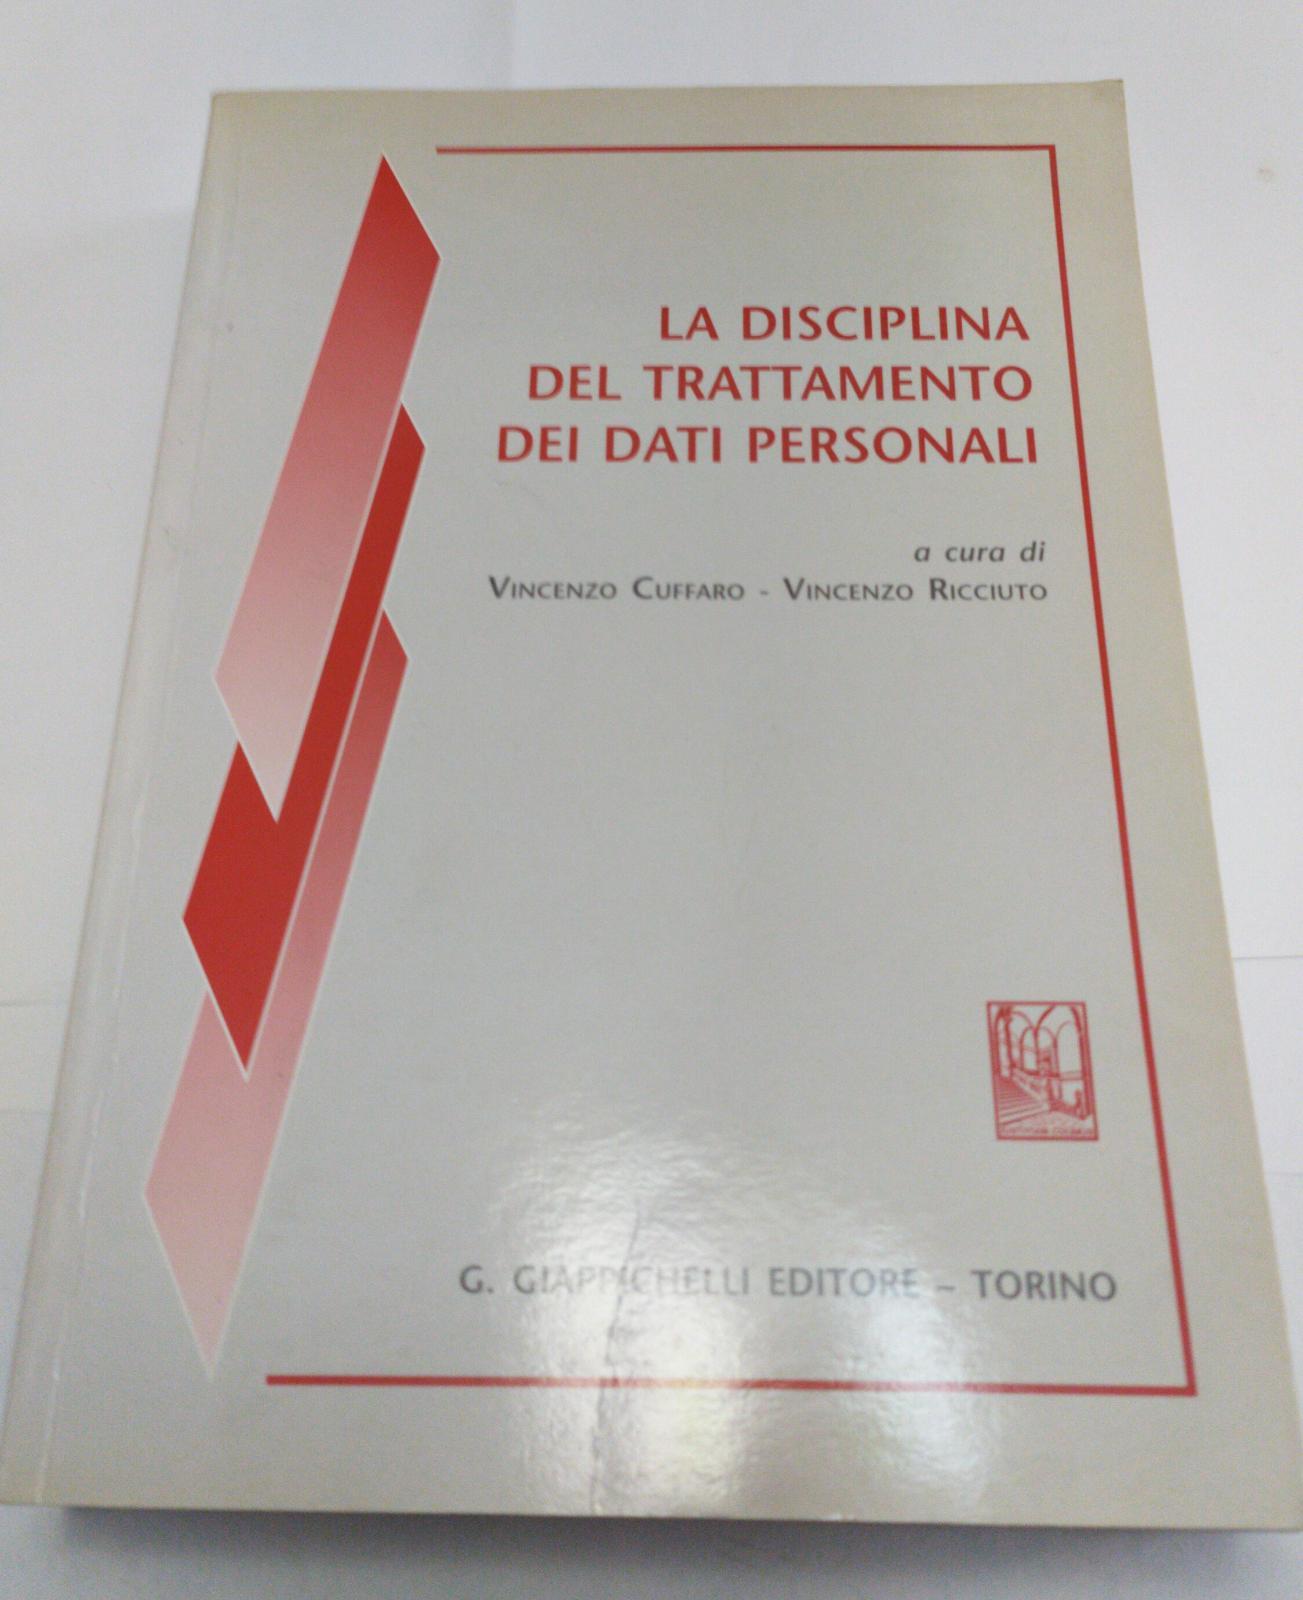 LA DISCIPLINA
DEL TRATTAMENTO
DEI DATI PERSONALI
a cura di
VINCENZO CUFFARO - VINCENZO RICCIUTO
G. GIAPPICHELLI EDITORE – TORINO